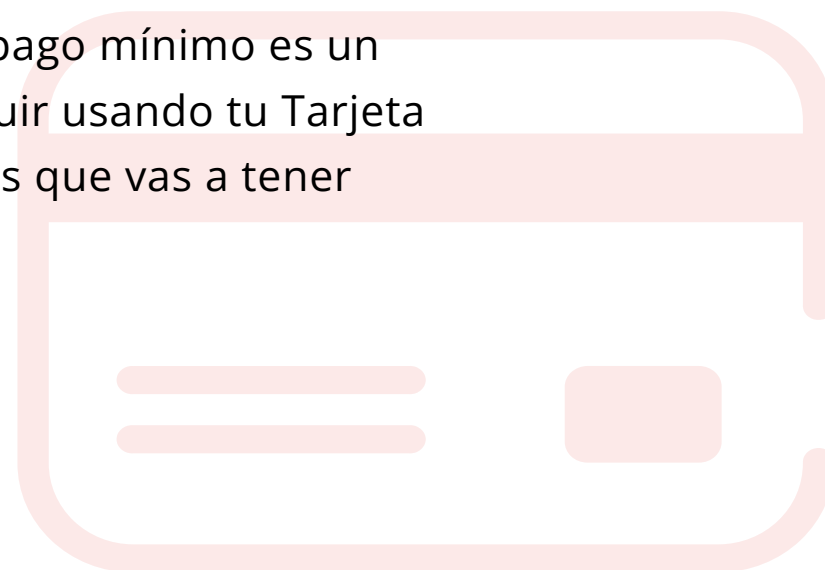 pago mínimo es un
uir usando tu Tarjeta
s que vas a tener